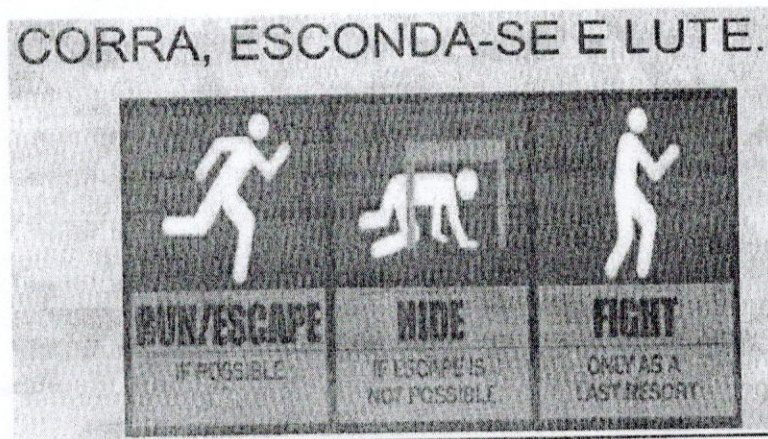 CORRA, ESCONDA-SE E LUTE.
RUN/ESCAPE
IF POSSIBLE
HIDE
IF ESCAPE IS
NOT POSSIBLE
FIGHT
ONLY AS A
LAST RESORT